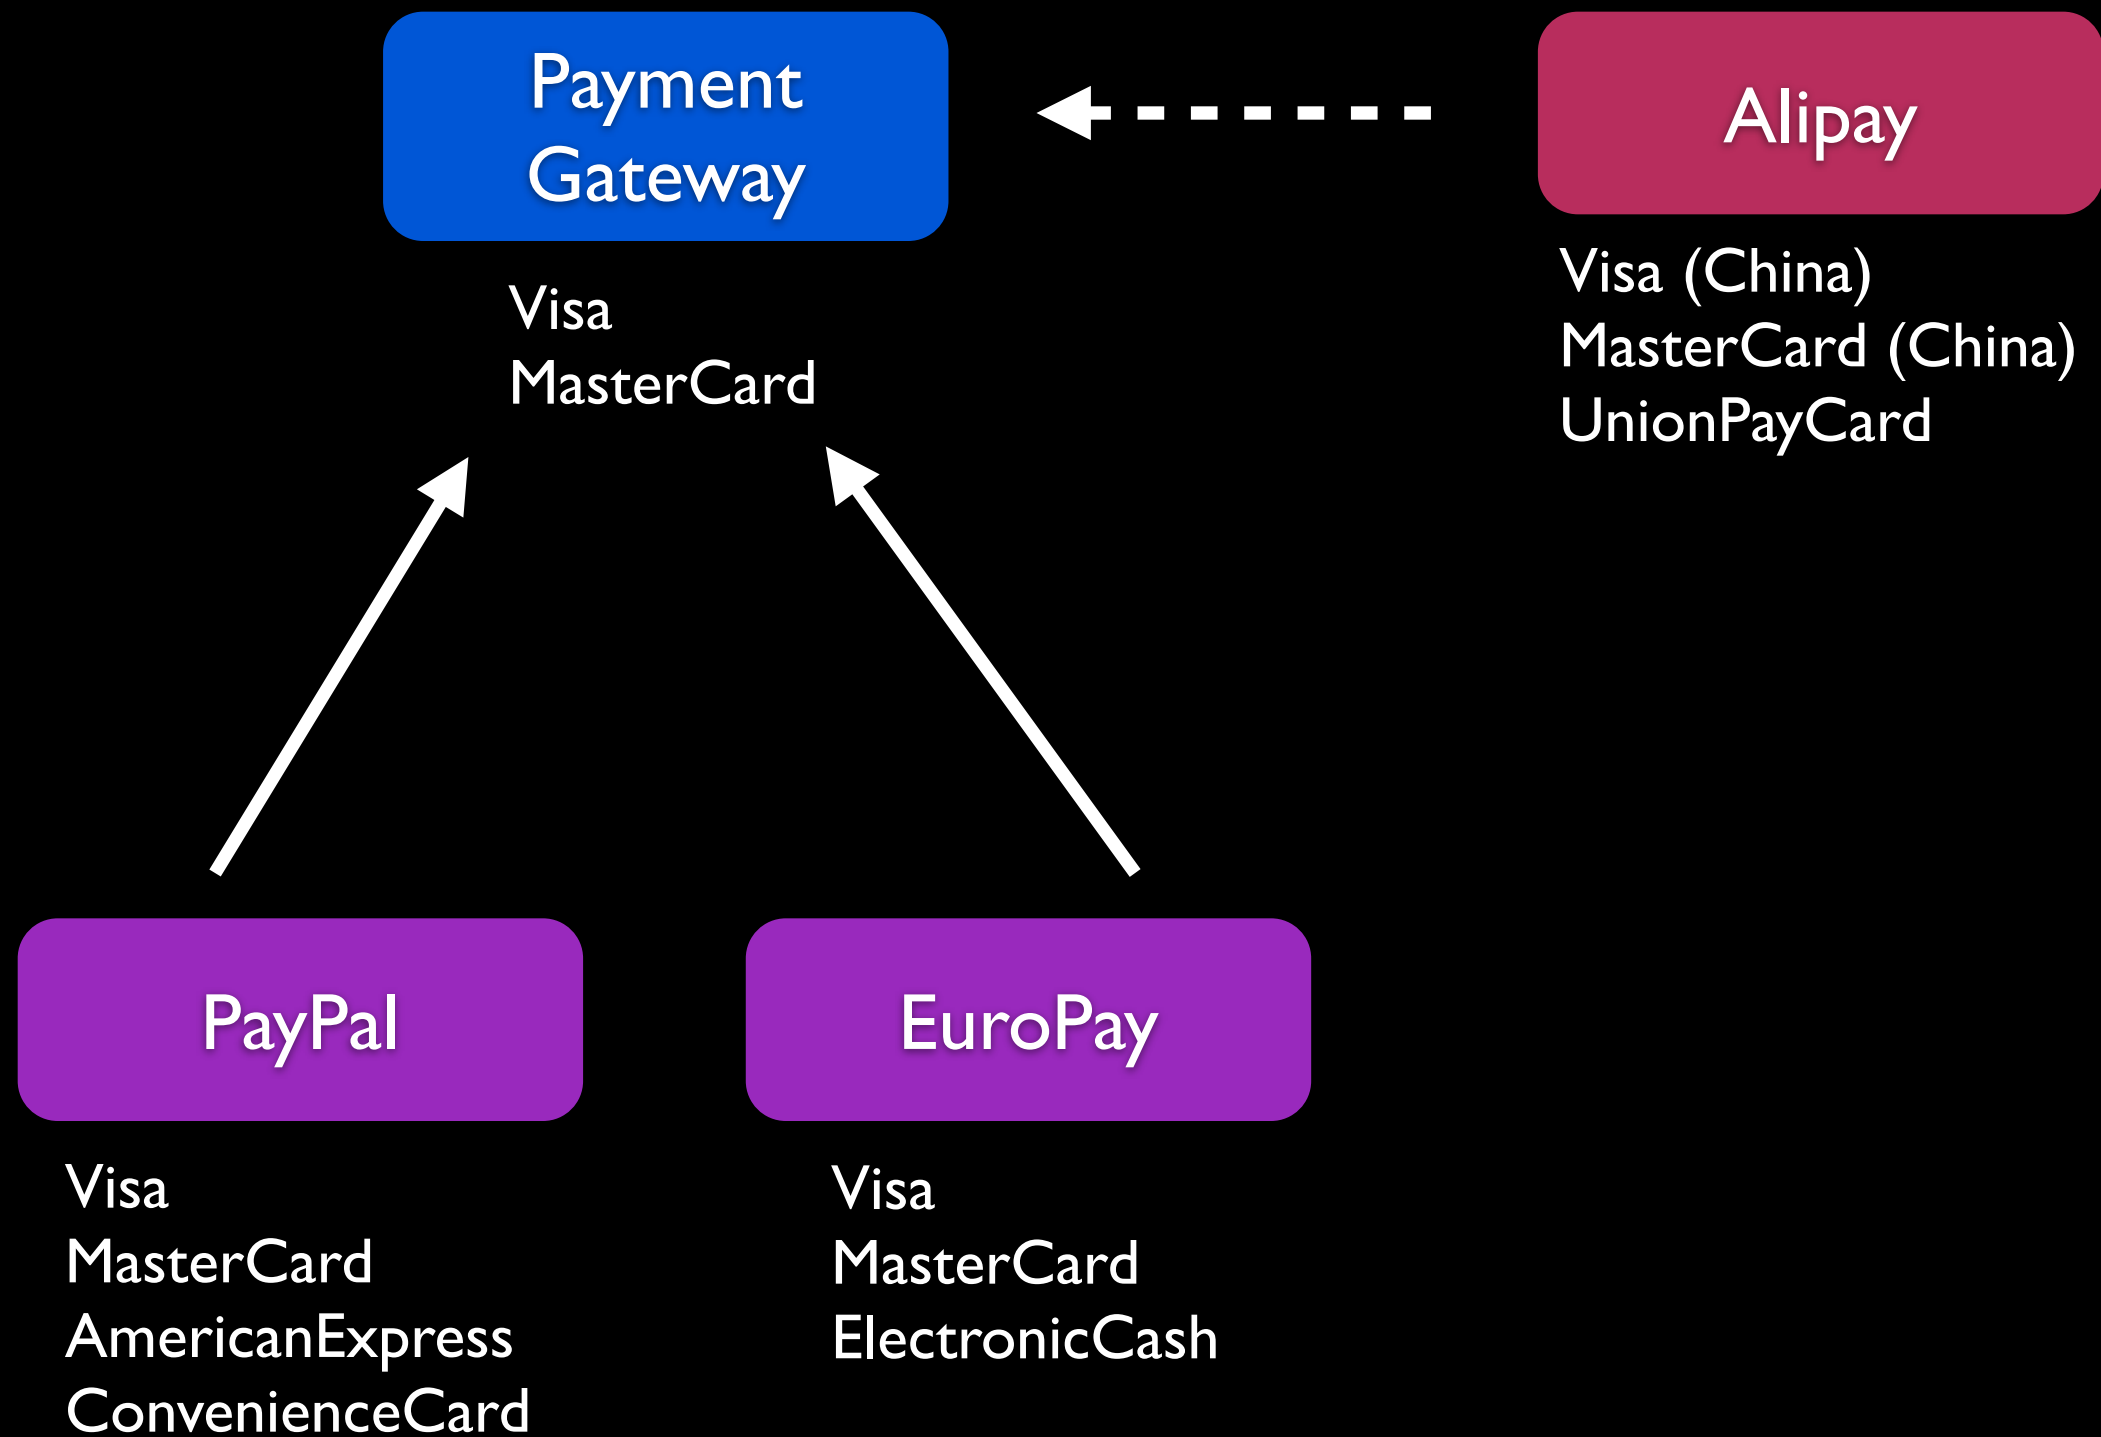 Payment
Gateway
Visa
MasterCard
Alipay
Visa (China)
MasterCard (China)
UnionPayCard
PayPal
Visa
MasterCard
AmericanExpress
ConvenienceCard
EuroPay
Visa
MasterCard
ElectronicCash